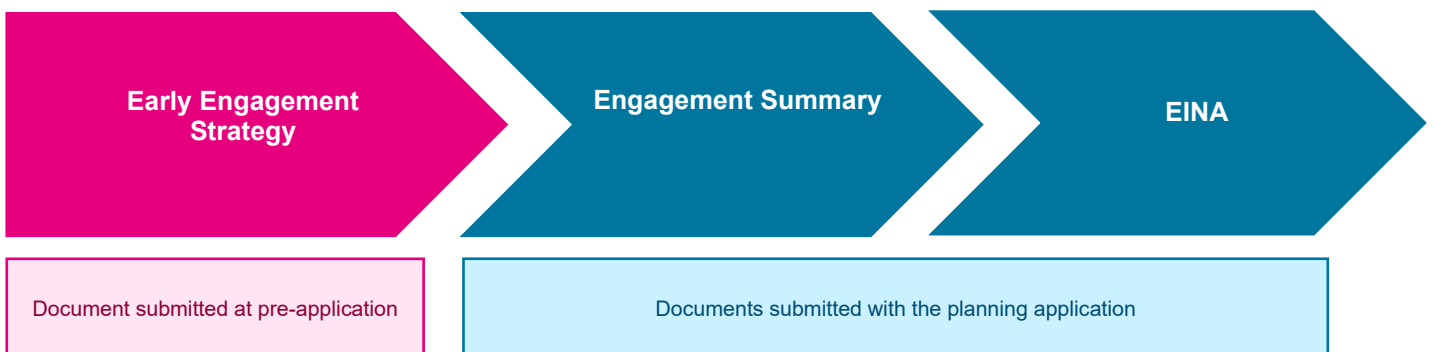 Early Engagement
Strategy
Engagement Summary
EINA
Document submitted at pre-application
Documents submitted with the planning application